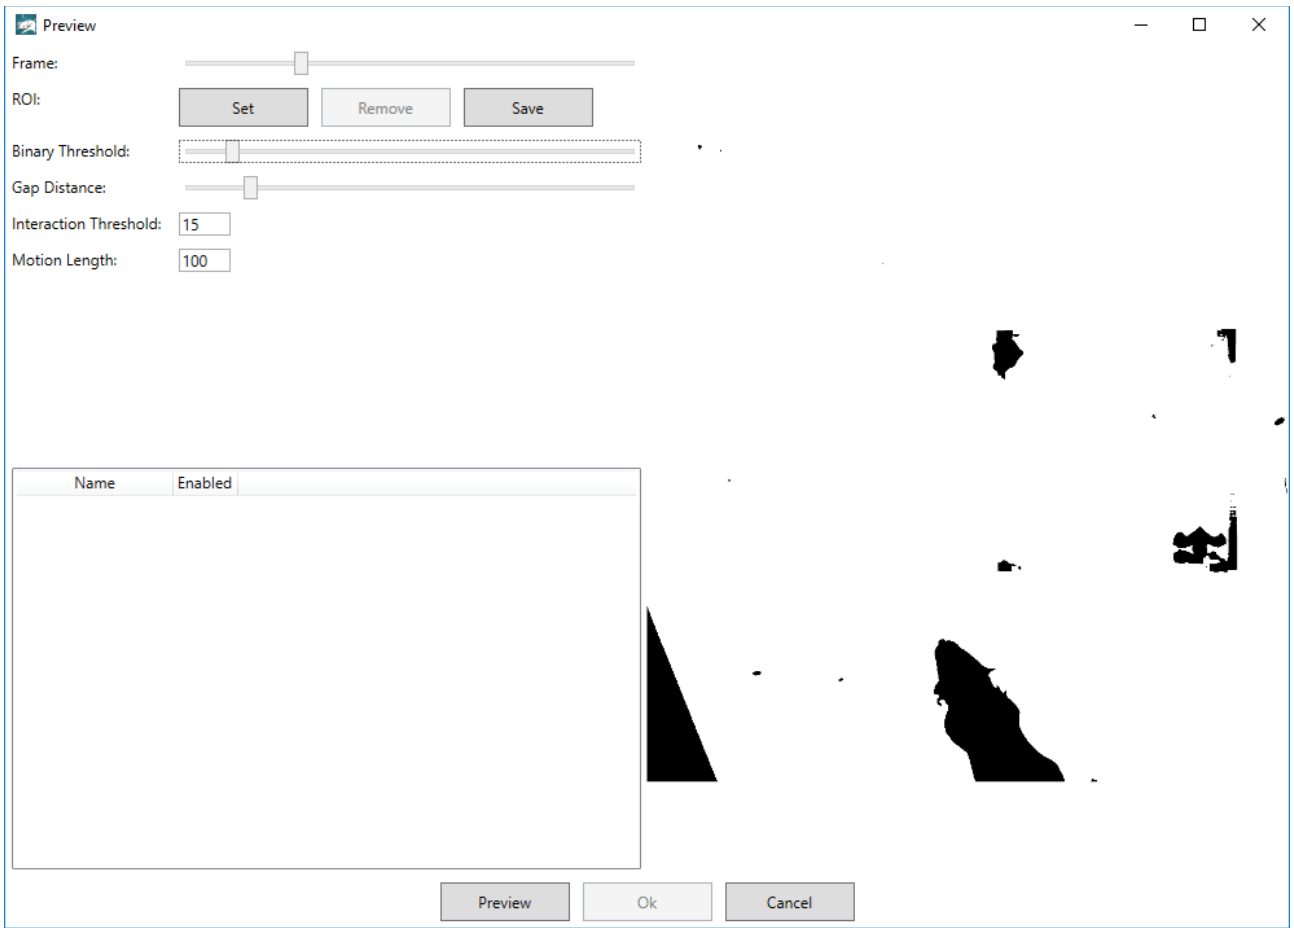 Preview
Frame:
ROI: Set Remove Save
Binary Threshold:
Gap Distance:
Interaction Threshold: 15
Motion Length: 100
Name Enabled
Preview Ok Cancel